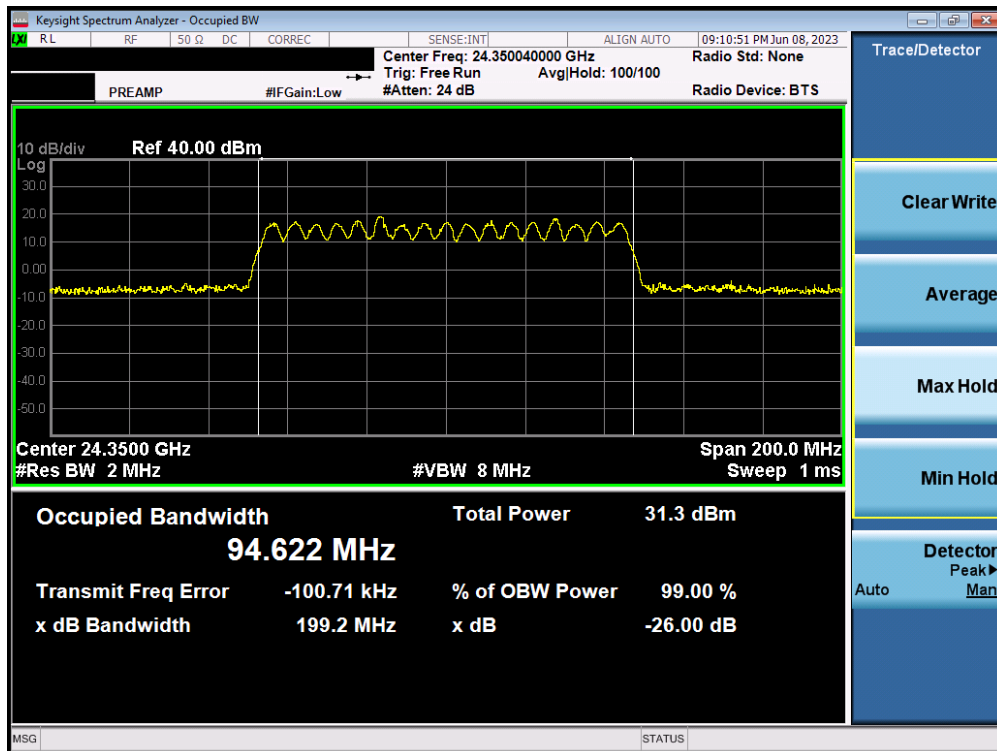 Keysight Spectrum Analyzer - Occupied BW
LXI RL RF 50 Ω DC CORREC SENSE:INT ALIGN AUTO 09:10:51 PM Jun 08, 2023
Center Freq: 24.350040000 GHz Radio Std: None
Trig: Free Run Avg|Hold: 100/100
PREAMP #IFGain:Low #Atten: 24 dB Radio Device: BTS
Trace/Detector
10 dB/div Ref 40.00 dBm
Log
30.0
20.0
10.0
0.00
-10.0
-20.0
-30.0
-40.0
-50.0
Center 24.3500 GHz Span 200.0 MHz
#Res BW 2 MHz #VBW 8 MHz Sweep 1 ms
Occupied Bandwidth Total Power 31.3 dBm
94.622 MHz
Transmit Freq Error -100.71 kHz % of OBW Power 99.00 %
x dB Bandwidth 199.2 MHz x dB -26.00 dB
Clear Write
Average
Max Hold
Min Hold
Detector
Peak▶
Auto Man
MSG STATUS